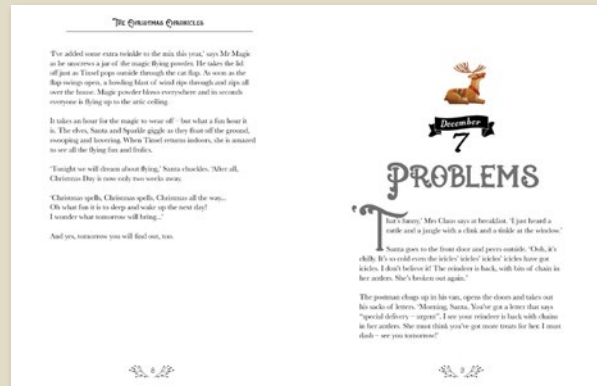 The Christmas Chronicles
'I've added some extra twinkle to the mix this year,' says Mr Magic
as he unscrews a jar of the magic flying powder. He takes the lid
off just as Tinsel pops outside through the cat flap. As soon as the
flap swings open, a howling blast of wind rips through and zips all
over the house. Magic powder blows everywhere and in seconds
everyone is flying up to the attic ceiling.
It takes an hour for the magic to wear off – but what a fun hour it
is. The elves, Santa and Sparkle giggle as they float off the ground,
swooping and hovering. When Tinsel returns indoors, she is amazed
to see all the flying fun and frolics.
'Tonight we will dream about flying,' Santa chuckles. 'After all,
Christmas Day is now only two weeks away.
'Christmas spells, Christmas spells, Christmas all the way...
Oh what fun it is to sleep and wake up the next day!
I wonder what tomorrow will bring...'
And yes, tomorrow you will find out, too.
8
December
7
Problems
'That's funny,' Mrs Claus says at breakfast. 'I just heard a
rattle and a jangle with a clink and a tinkle at the window.'
Santa goes to the front door and peers outside. 'Ooh, it's
chilly. It's so cold even the icicles' icicles' icicles' icicles have got
icicles. I don't believe it! The reindeer is back, with bits of chain in
her antlers. She's broken out again.'
The postman chugs up in his van, opens the doors and takes out
his sacks of letters. 'Morning, Santa. You've got a letter that says
"special delivery – urgent". I see your reindeer is back with chains
in her antlers. She must think you've got more treats for her. I must
dash – see you tomorrow!'
9